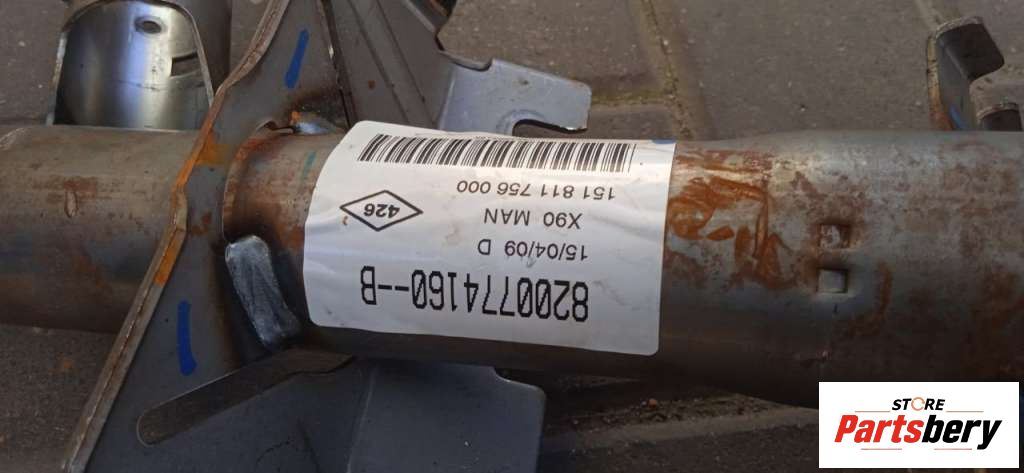 8200774160--B
15/04/09 D
X90 MAN
426
151 811 756 000
STORE
Partsbery